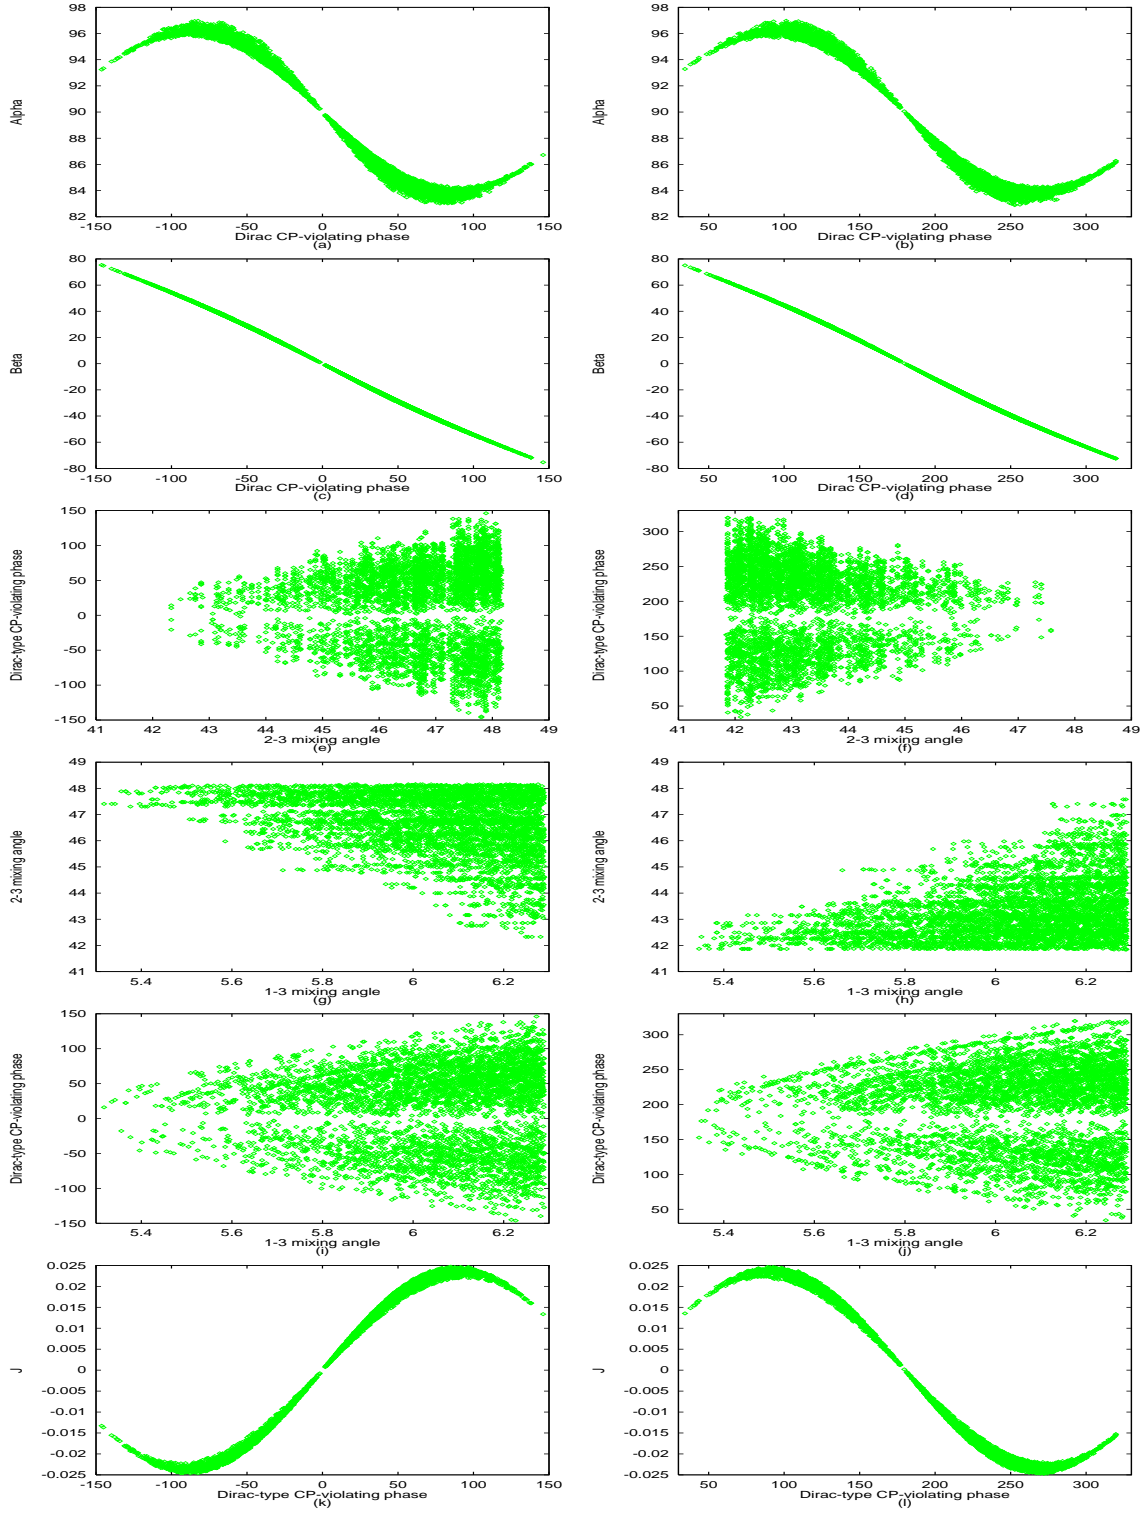 98
96
94
92
90
88
86
84
82
Alpha
-150 -100 -50 0 50 100 150
Dirac CP-violating phase
(a)
98
96
94
92
90
88
86
84
82
Alpha
50 100 150 200 250 300
Dirac CP-violating phase
(b)
80
60
40
20
0
-20
-40
-60
-80
Beta
-150 -100 -50 0 50 100 150
Dirac CP-violating phase
(c)
80
60
40
20
0
-20
-40
-60
-80
Beta
50 100 150 200 250 300
Dirac CP-violating phase
(d)
150
100
50
0
-50
-100
-150
Dirac-type CP-violating phase
41 42 43 44 45 46 47 48 49
2-3 mixing angle
(e)
300
250
200
150
100
50
Dirac-type CP-violating phase
41 42 43 44 45 46 47 48 49
2-3 mixing angle
(f)
49
48
47
46
45
44
43
42
41
2-3 mixing angle
5.4 5.6 5.8 6 6.2
1-3 mixing angle
(g)
49
48
47
46
45
44
43
42
41
2-3 mixing angle
5.4 5.6 5.8 6 6.2
1-3 mixing angle
(h)
150
100
50
0
-50
-100
-150
Dirac-type CP-violating phase
5.4 5.6 5.8 6 6.2
1-3 mixing angle
(i)
300
250
200
150
100
50
Dirac-type CP-violating phase
5.4 5.6 5.8 6 6.2
1-3 mixing angle
(j)
0.025
0.02
0.015
0.01
0.005
0
-0.005
-0.01
-0.015
-0.02
-0.025
J
-150 -100 -50 0 50 100 150
Dirac-type CP-violating phase
(k)
0.025
0.02
0.015
0.01
0.005
0
-0.005
-0.01
-0.015
-0.02
-0.025
J
50 100 150 200 250 300
Dirac-type CP-violating phase
(l)